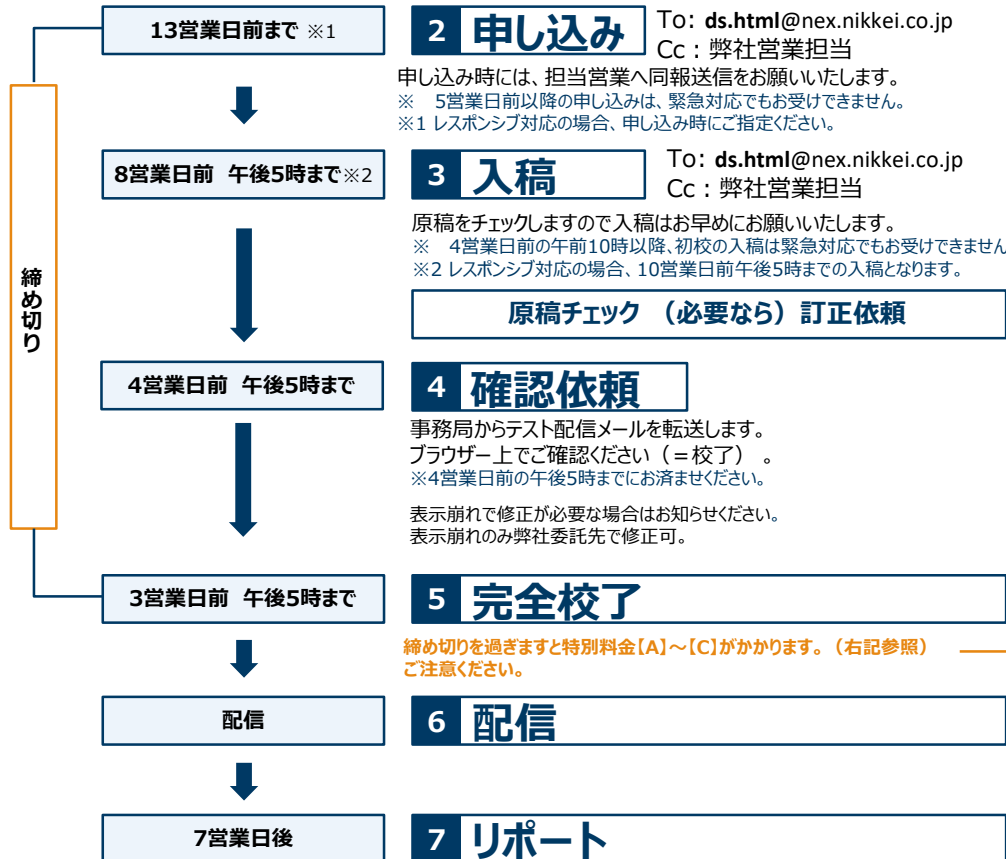 13営業日前まで ※1
2 申し込み
To: ds.html@nex.nikkei.co.jp
Cc：弊社営業担当
申し込み時には、担当営業へ同報送信をお願いいたします。
※　5営業日前以降の申し込みは、緊急対応でもお受けできません。
※1 レスポンシブ対応の場合、申し込み時にご指定ください。
締め切り
8営業日前 午後5時まで※2
3 入稿
To: ds.html@nex.nikkei.co.jp
Cc：弊社営業担当
原稿をチェックしますので入稿はお早めにお願いいたします。
※　4営業日前の午前10時以降、初校の入稿は緊急対応でもお受けできません
※2 レスポンシブ対応の場合、10営業日前午後5時までの入稿となります。
原稿チェック （必要なら）訂正依頼
4営業日前 午後5時まで
4 確認依頼
事務局からテスト配信メールを転送します。
ブラウザー上でご確認ください（＝校了） 。
※4営業日前の午後5時までにお済ませください。
表示崩れで修正が必要な場合はお知らせください。
表示崩れのみ弊社委託先で修正可。
3営業日前 午後5時まで
5 完全校了
締め切りを過ぎますと特別料金【A】～【C】がかかります。（右記参照）
ご注意ください。
配信
6 配信
7営業日後
7 リポート